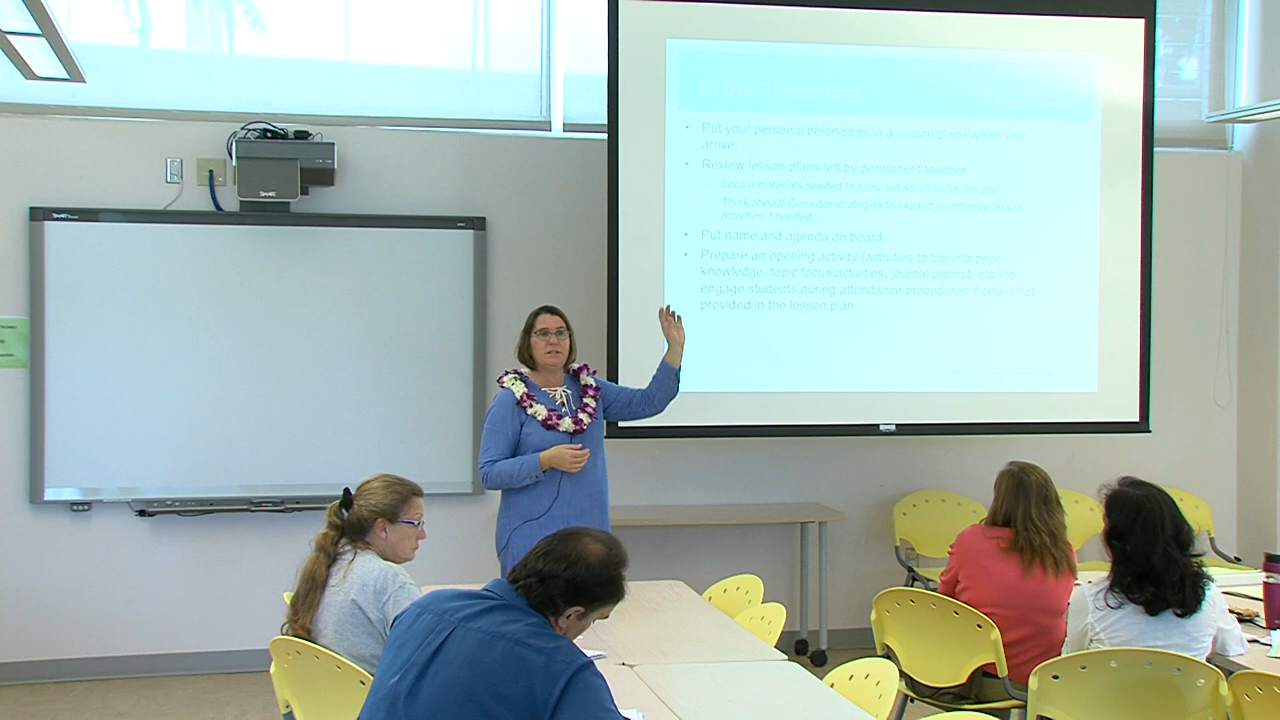 In the Classroom
• Put your personal belongings in a secure place when you
arrive.
• Review lesson plans left by permanent teacher.
○ Locate materials needed to carry out activities for the day.
○ Think ahead! Consider strategies to expand or enhance lesson
activities if needed.
• Put name and agenda on board.
• Prepare an opening activity (activities to tap into prior
knowledge, topic focus activities, journal prompt, etc.) to
engage students during attendance procedures if one is not
provided in the lesson plan.
SMART
SMART